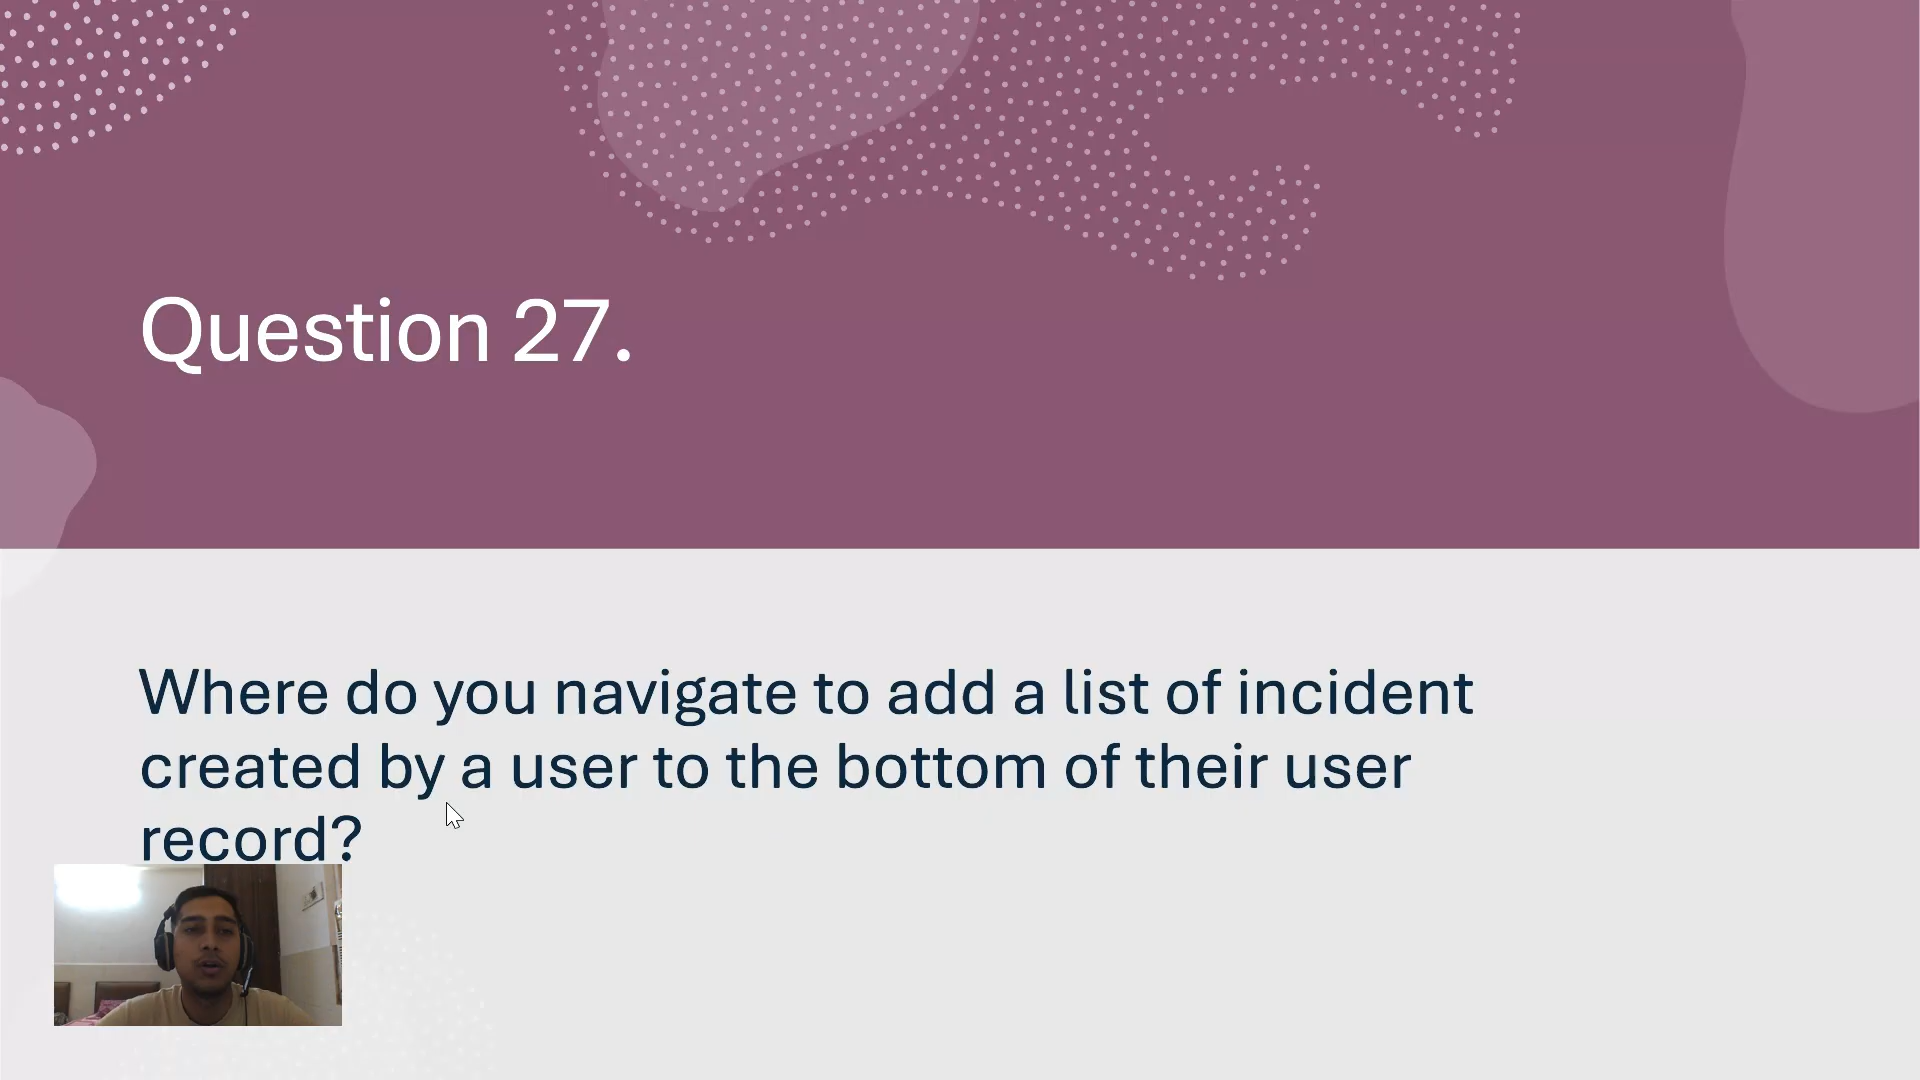 Question 27.
Where do you navigate to add a list of incident
created by a user to the bottom of their user
record?